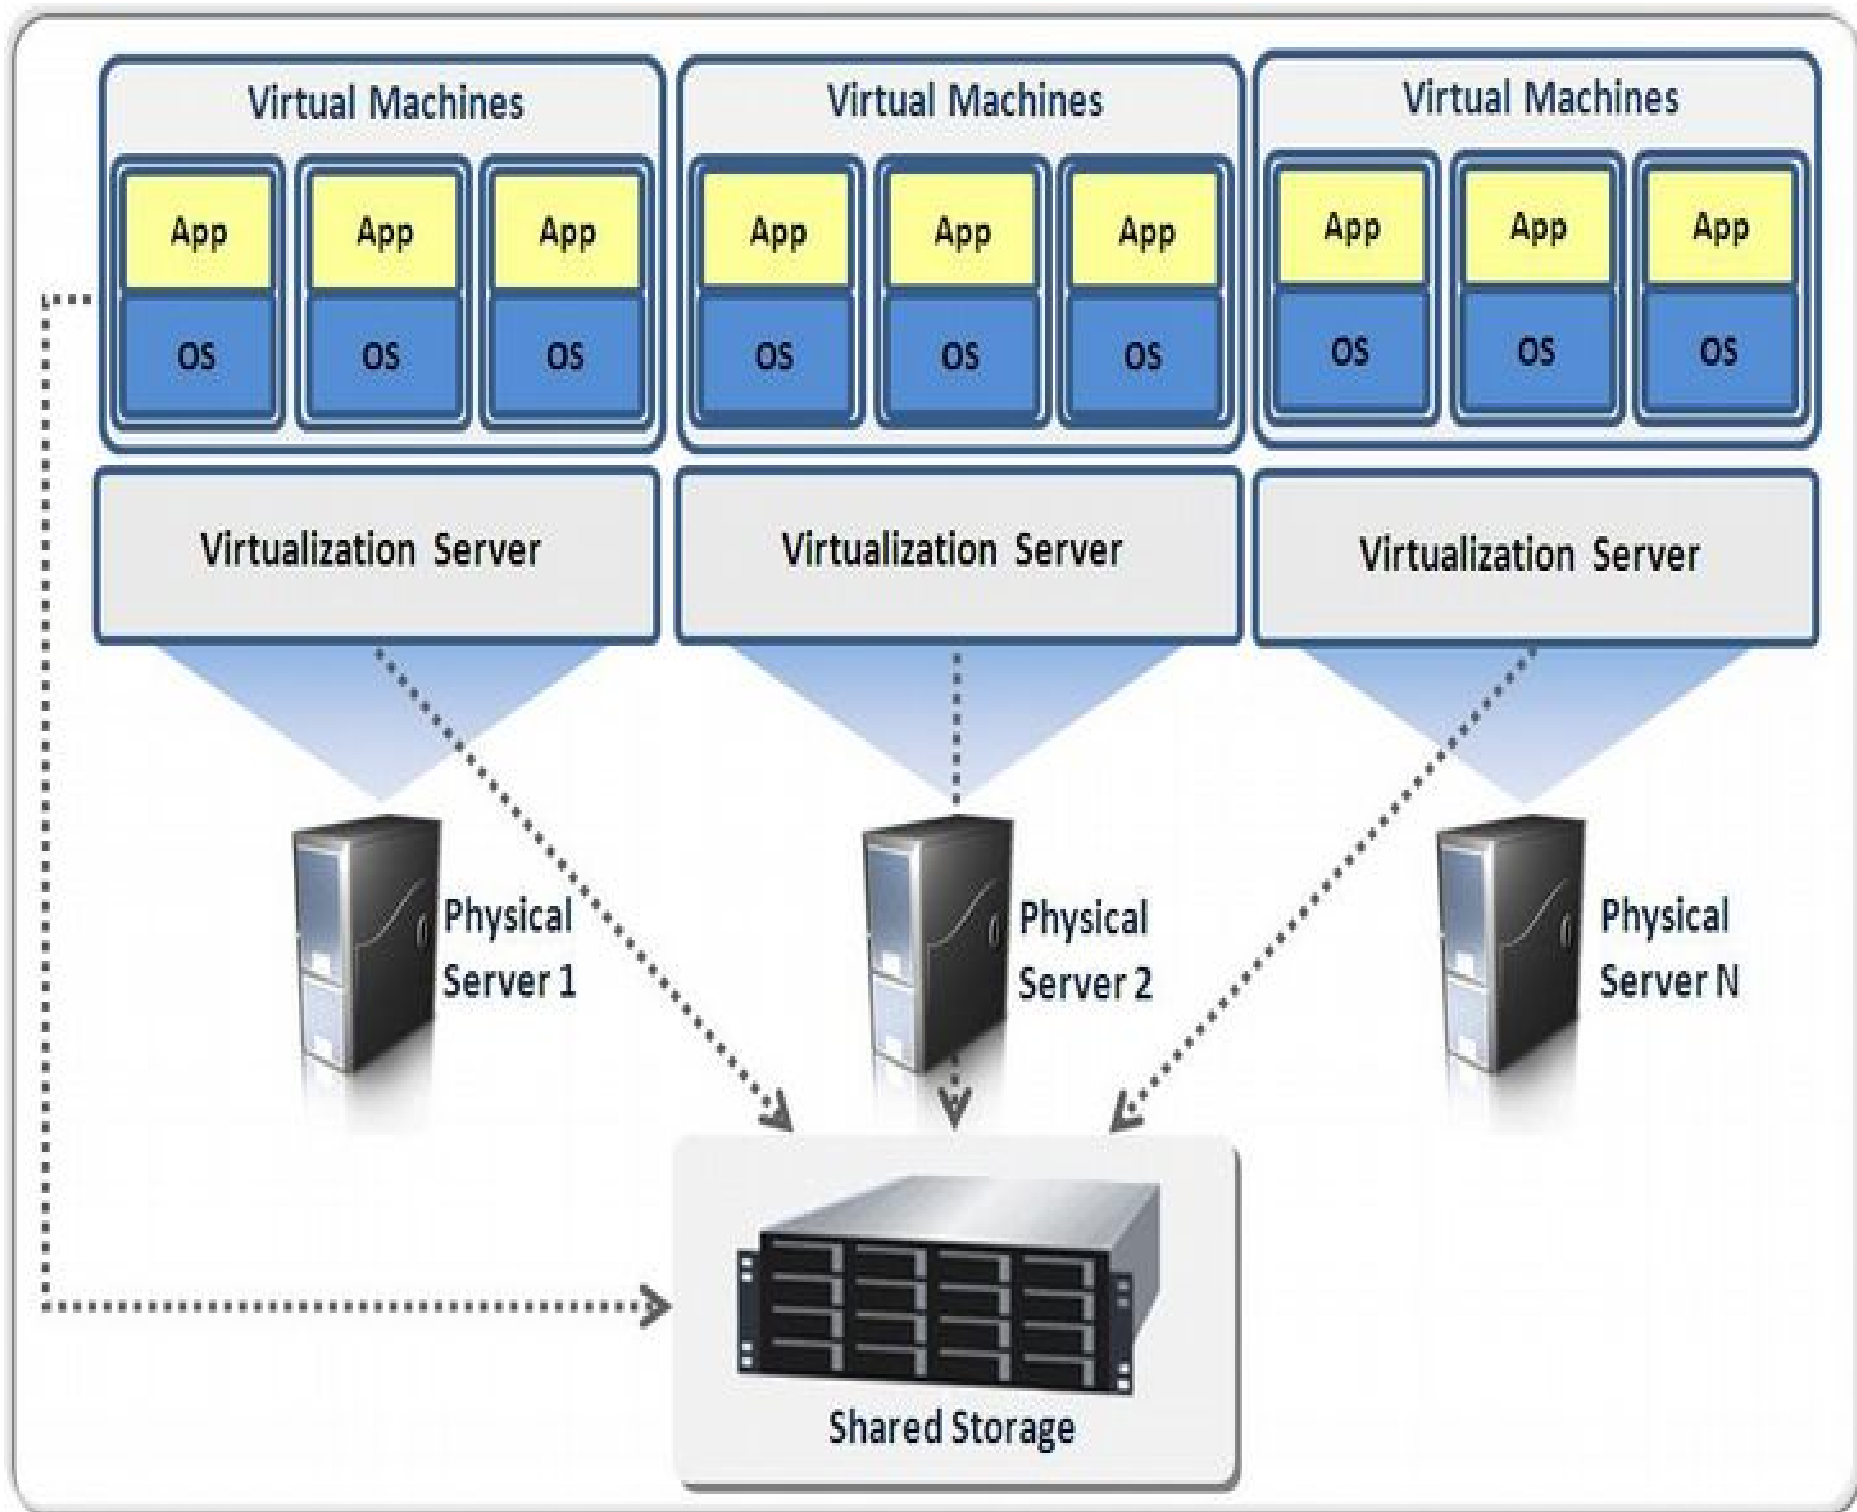 Virtual Machines
Virtual Machines
Virtual Machines
App App App
App App App
App App App
OS OS OS
OS OS OS
OS OS OS
Virtualization Server
Virtualization Server
Virtualization Server
Physical
Server 1
Physical
Server 2
Physical
Server N
Shared Storage